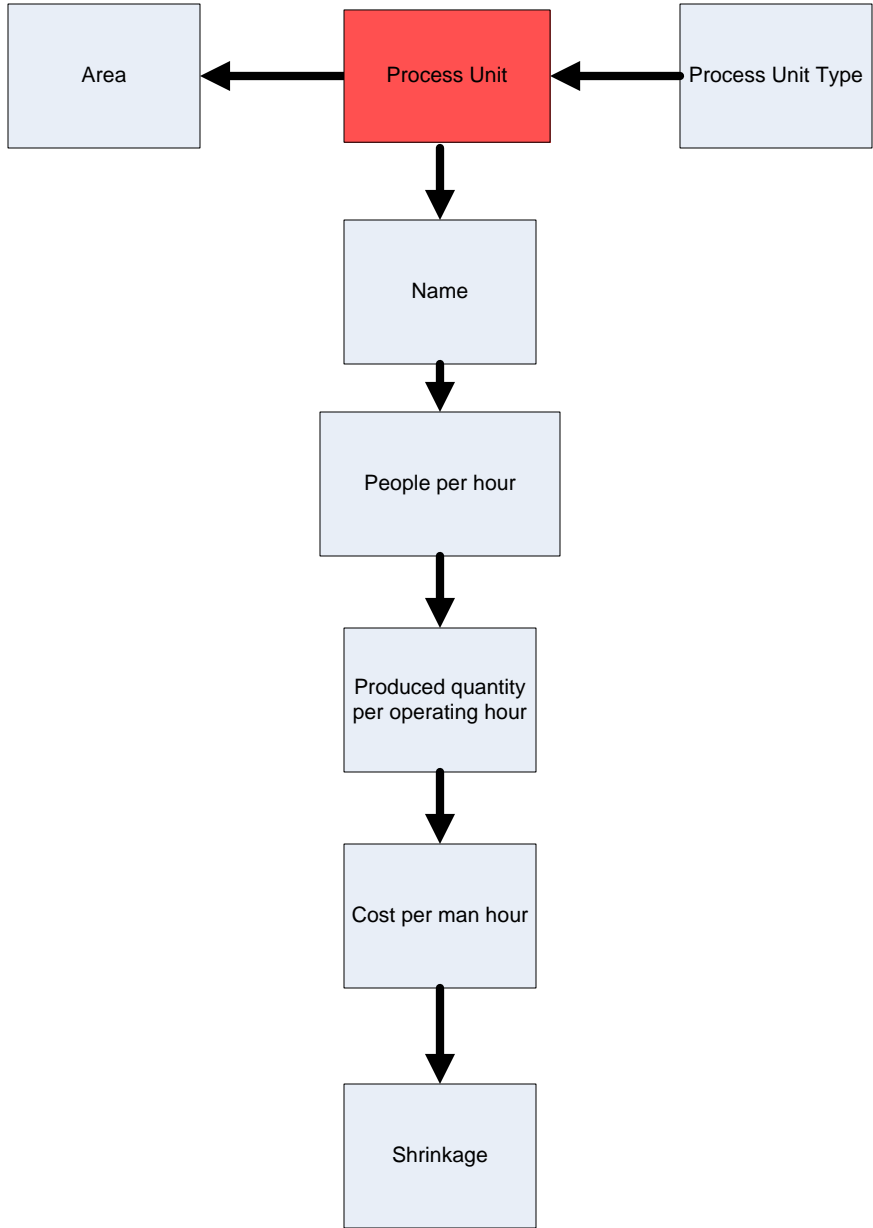 Area
Process Unit
Process Unit Type
Name
People per hour
Produced quantity
per operating hour
Cost per man hour
Shrinkage